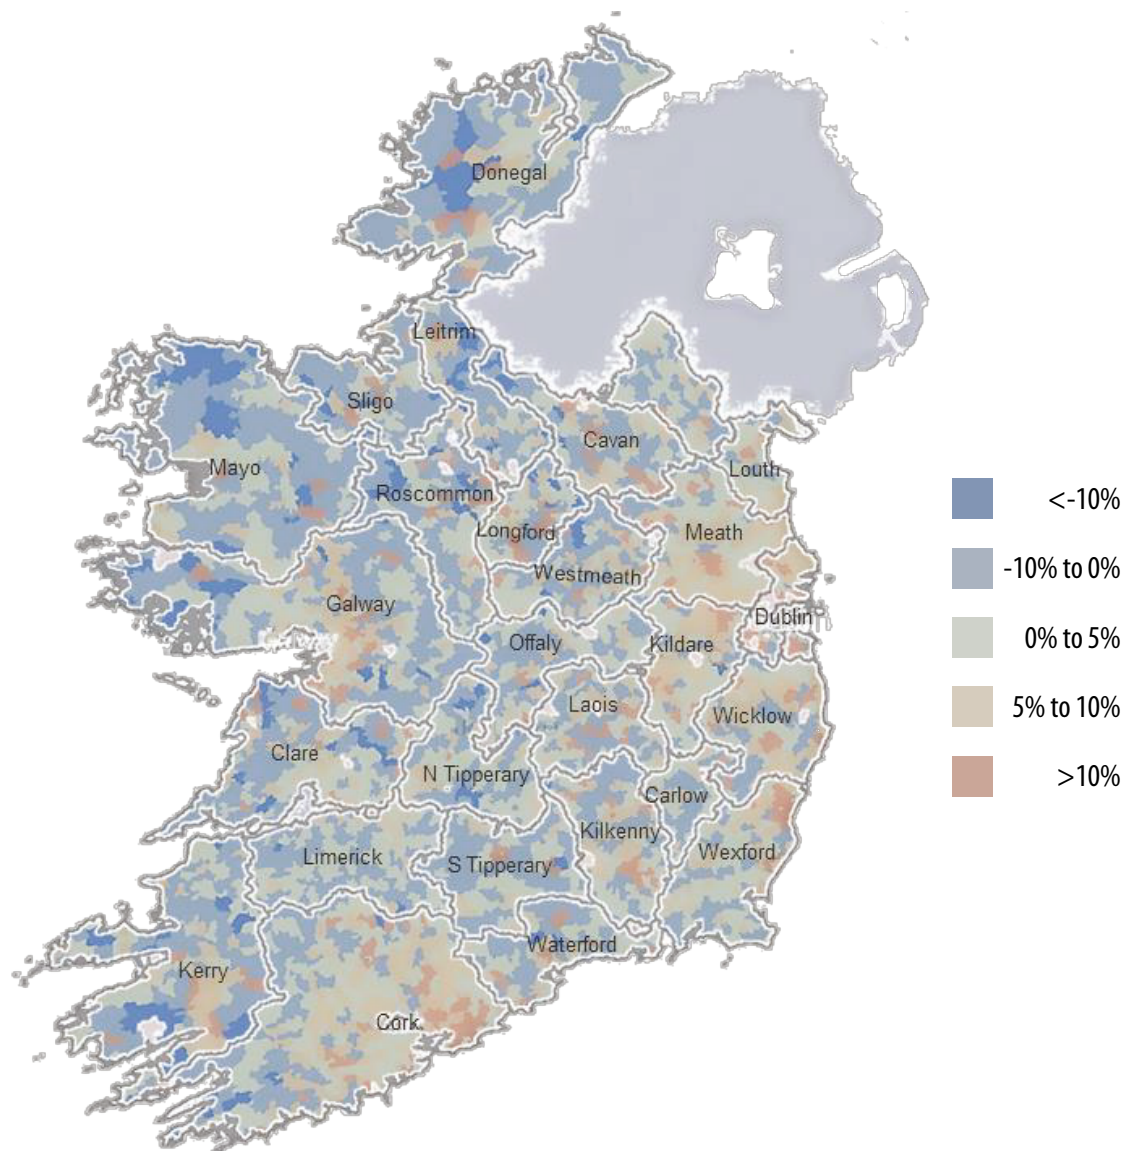 Donegal
Leitrim
Sligo
Cavan
Mayo
Louth
Roscommon
Longford
Meath
Westmeath
Galway
Dublin
Offaly
Kildare
Laois
Wicklow
Clare
N Tipperary
Carlow
Kilkenny
Limerick
S Tipperary
Wexford
Waterford
Kerry
Cork
<-10%
-10% to 0%
0% to 5%
5% to 10%
>10%